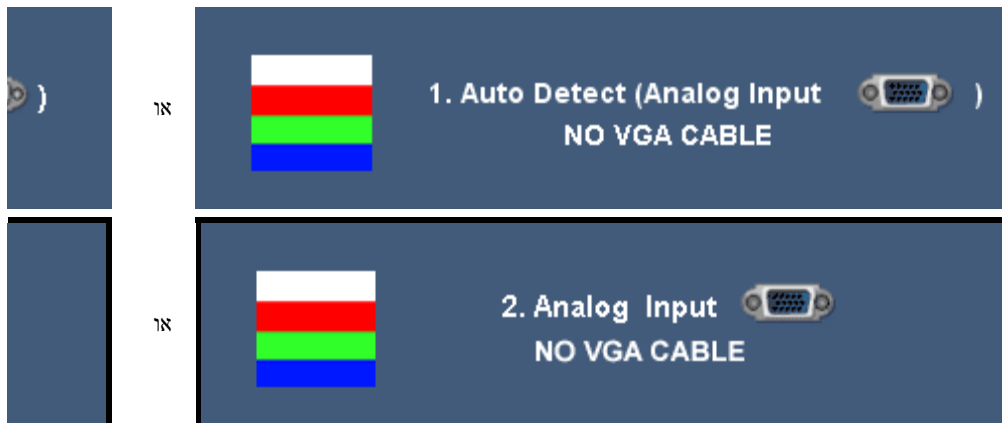 ) או 1. Auto Detect (Analog Input )
NO VGA CABLE
או 2. Analog Input
NO VGA CABLE